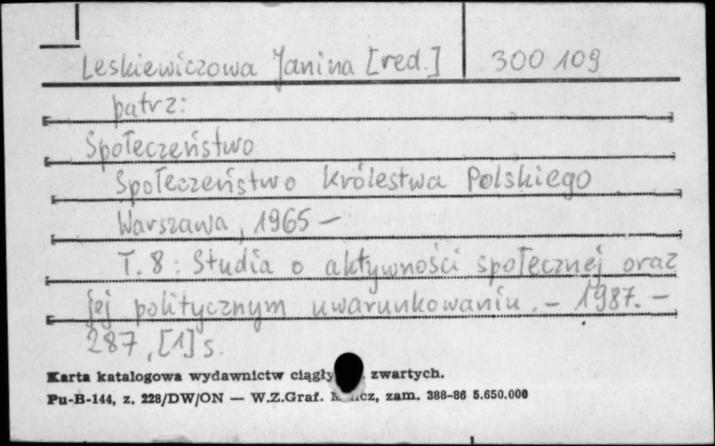 Leskiewiczowa Janina [red.] 300 109
patrz:
Społeczeństwo
Społeczeństwo Królestwa Polskiego
Warszawa, 1965 —
T. 8 : Studia o aktywności społecznej oraz
jej politycznym uwarunkowaniu. — 1987. —
287, [1] s.
Karta katalogowa wydawnictw zwartych.
Pu-B-144, z. 228/DW/ON — W.Z.Graf. zam. 388-86 5.650.000